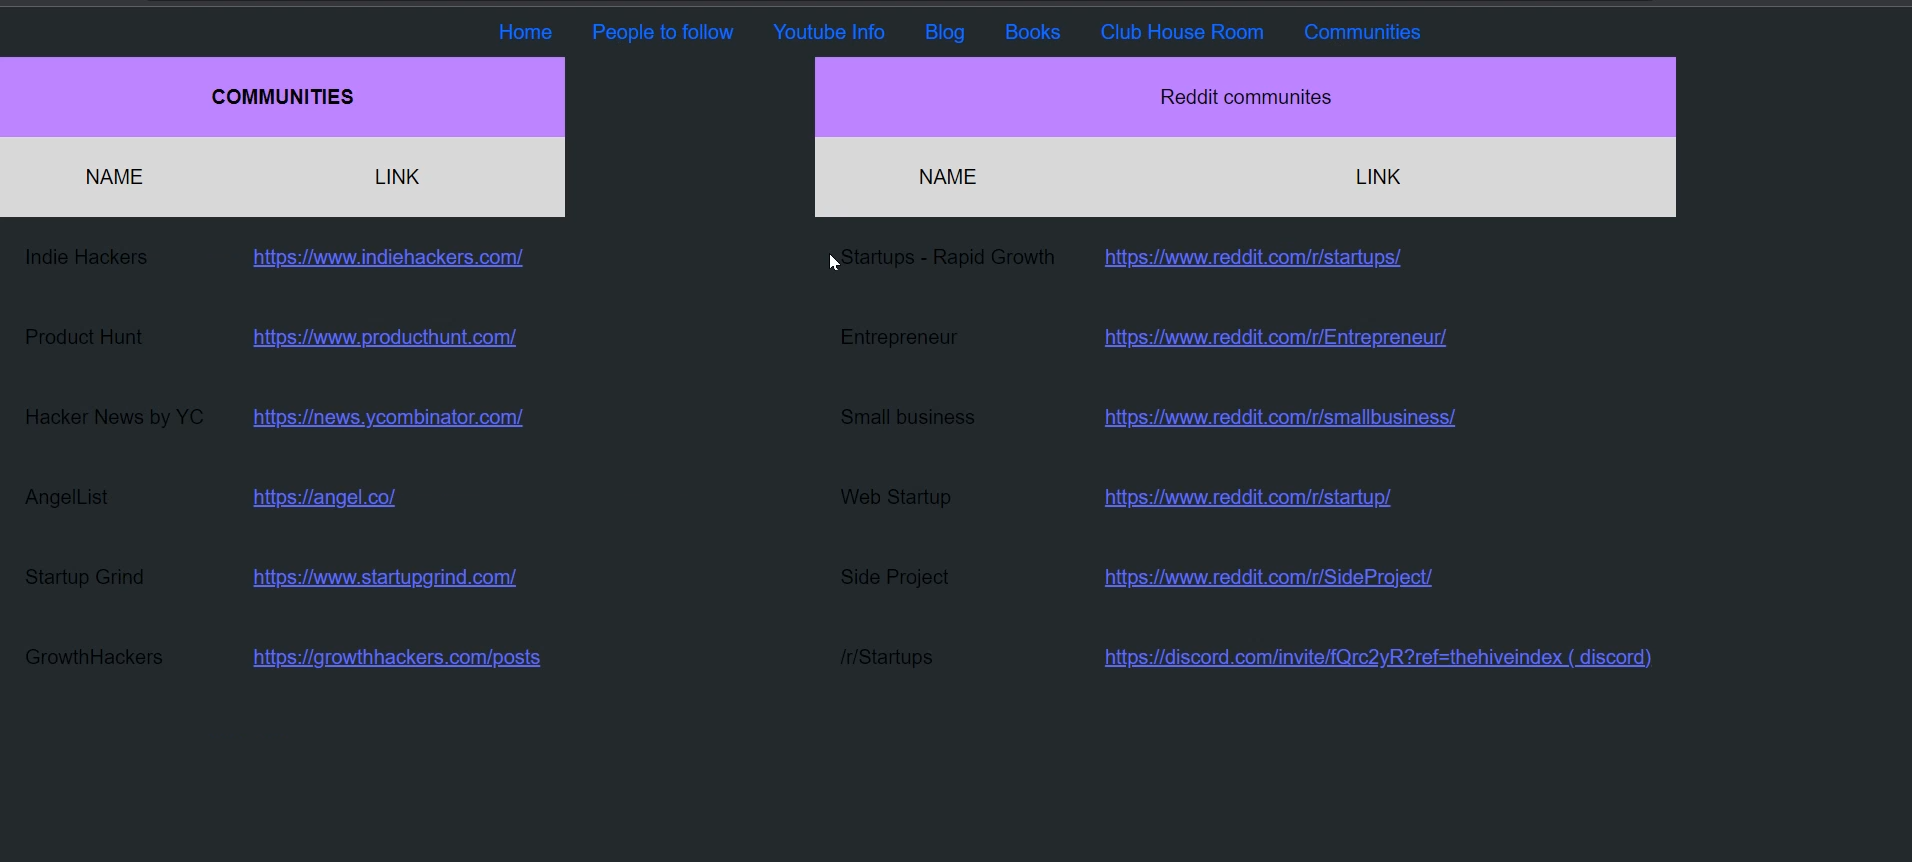 Home People to follow Youtube Info Blog Books Club House Room Communities
COMMUNITIES
NAME LINK
Indie Hackers https://www.indiehackers.com/
Product Hunt https://www.producthunt.com/
Hacker News by YC https://news.ycombinator.com/
AngelList https://angel.co/
Startup Grind https://www.startupgrind.com/
GrowthHackers https://growthhackers.com/posts
Reddit communites
NAME LINK
Startups - Rapid Growth https://www.reddit.com/r/startups/
Entrepreneur https://www.reddit.com/r/Entrepreneur/
Small business https://www.reddit.com/r/smallbusiness/
Web Startup https://www.reddit.com/r/startup/
Side Project https://www.reddit.com/r/SideProject/
/r/Startups https://discord.com/invite/fQrc2yR?ref=thehiveindex ( discord)